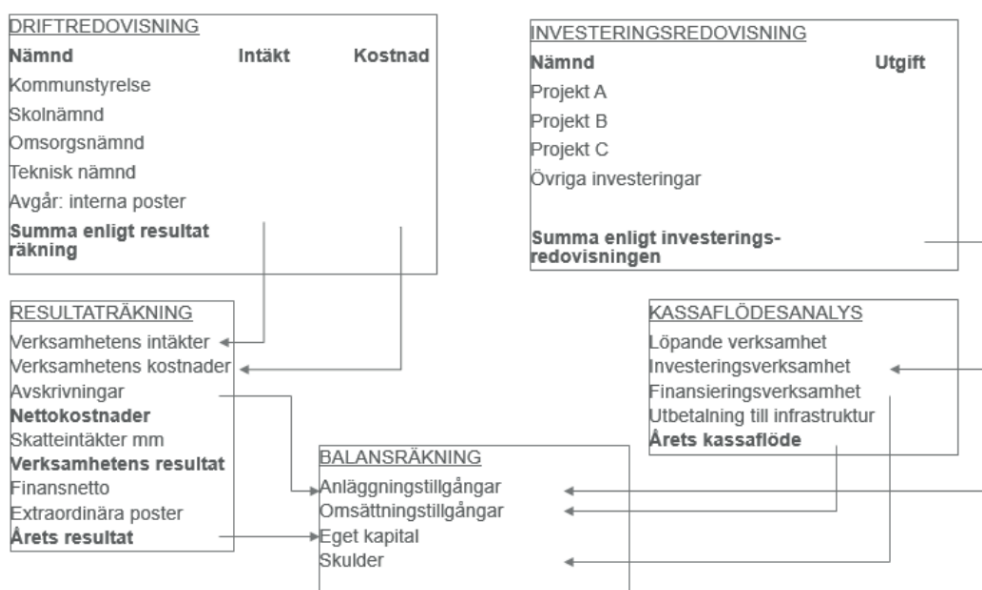 DRIFTREDOVISNING
Nämnd Intäkt Kostnad
Kommunstyrelse
Skolnämnd
Omsorgsnämnd
Teknisk nämnd
Avgår: interna poster
Summa enligt resultat
räkning
INVESTERINGSREDOVISNING
Nämnd Utgift
Projekt A
Projekt B
Projekt C
Övriga investeringar
Summa enligt investerings-
redovisningen
RESULTATRÄKNING
Verksamhetens intäkter
Verksamhetens kostnader
Avskrivningar
Nettokostnader
Skatteintäkter mm
Verksamhetens resultat
Finansnetto
Extraordinära poster
Årets resultat
KASSAFLÖDESANALYS
Löpande verksamhet
Investeringsverksamhet
Finansieringsverksamhet
Utbetalning till infrastruktur
Årets kassaflöde
BALANSRÄKNING
Anläggningstillgångar
Omsättningstillgångar
Eget kapital
Skulder